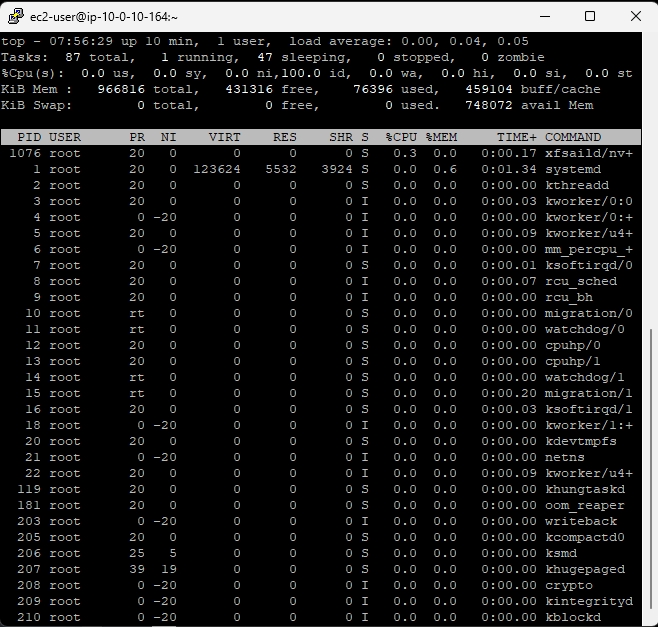 ec2-user@ip-10-0-10-164:~
top - 07:56:29 up 10 min,  1 user,  load average: 0.00, 0.04, 0.05
Tasks:  87 total,   1 running,  47 sleeping,   0 stopped,   0 zombie
%Cpu(s):  0.0 us,  0.0 sy,  0.0 ni,100.0 id,  0.0 wa,  0.0 hi,  0.0 si,  0.0 st
KiB Mem :   966816 total,   431316 free,    76396 used,   459104 buff/cache
KiB Swap:        0 total,        0 free,        0 used.   748072 avail Mem
  PID USER      PR  NI    VIRT    RES    SHR S  %CPU %MEM     TIME+ COMMAND
 1076 root      20   0       0      0      0 S   0.3  0.0   0:00.17 xfsaild/nv+
    1 root      20   0  123624   5532   3924 S   0.0  0.6   0:01.34 systemd
    2 root      20   0       0      0      0 S   0.0  0.0   0:00.00 kthreadd
    3 root      20   0       0      0      0 I   0.0  0.0   0:00.03 kworker/0:0
    4 root       0 -20       0      0      0 I   0.0  0.0   0:00.00 kworker/0:+
    5 root      20   0       0      0      0 I   0.0  0.0   0:00.09 kworker/u4+
    6 root       0 -20       0      0      0 I   0.0  0.0   0:00.00 mm_percpu_+
    7 root      20   0       0      0      0 S   0.0  0.0   0:00.01 ksoftirqd/0
    8 root      20   0       0      0      0 I   0.0  0.0   0:00.07 rcu_sched
    9 root      20   0       0      0      0 I   0.0  0.0   0:00.00 rcu_bh
   10 root      rt   0       0      0      0 S   0.0  0.0   0:00.00 migration/0
   11 root      rt   0       0      0      0 S   0.0  0.0   0:00.00 watchdog/0
   12 root      20   0       0      0      0 S   0.0  0.0   0:00.00 cpuhp/0
   13 root      20   0       0      0      0 S   0.0  0.0   0:00.00 cpuhp/1
   14 root      rt   0       0      0      0 S   0.0  0.0   0:00.00 watchdog/1
   15 root      rt   0       0      0      0 S   0.0  0.0   0:00.20 migration/1
   16 root      20   0       0      0      0 S   0.0  0.0   0:00.03 ksoftirqd/1
   18 root       0 -20       0      0      0 I   0.0  0.0   0:00.00 kworker/1:+
   20 root      20   0       0      0      0 S   0.0  0.0   0:00.00 kdevtmpfs
   21 root       0 -20       0      0      0 I   0.0  0.0   0:00.00 netns
   22 root      20   0       0      0      0 I   0.0  0.0   0:00.09 kworker/u4+
  119 root      20   0       0      0      0 S   0.0  0.0   0:00.00 khungtaskd
  181 root      20   0       0      0      0 S   0.0  0.0   0:00.00 oom_reaper
  203 root       0 -20       0      0      0 I   0.0  0.0   0:00.00 writeback
  205 root      20   0       0      0      0 S   0.0  0.0   0:00.00 kcompactd0
  206 root      25   5       0      0      0 S   0.0  0.0   0:00.00 ksmd
  207 root      39  19       0      0      0 S   0.0  0.0   0:00.00 khugepaged
  208 root       0 -20       0      0      0 I   0.0  0.0   0:00.00 crypto
  209 root       0 -20       0      0      0 I   0.0  0.0   0:00.00 kintegrityd
  210 root       0 -20       0      0      0 I   0.0  0.0   0:00.00 kblockd